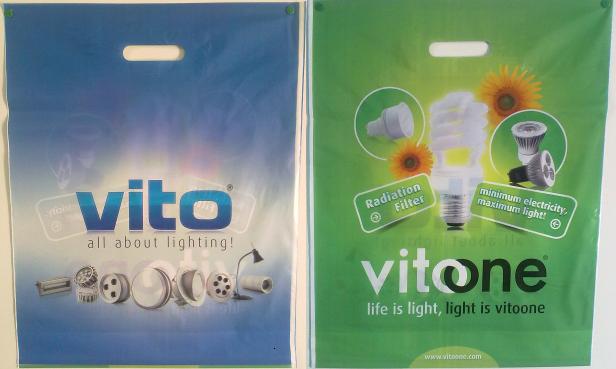 vito®
all about lighting!
Radiation
Filter
minimum electricity,
maximum light!
vitoone®
life is light, light is vitoone
www.vitoone.com